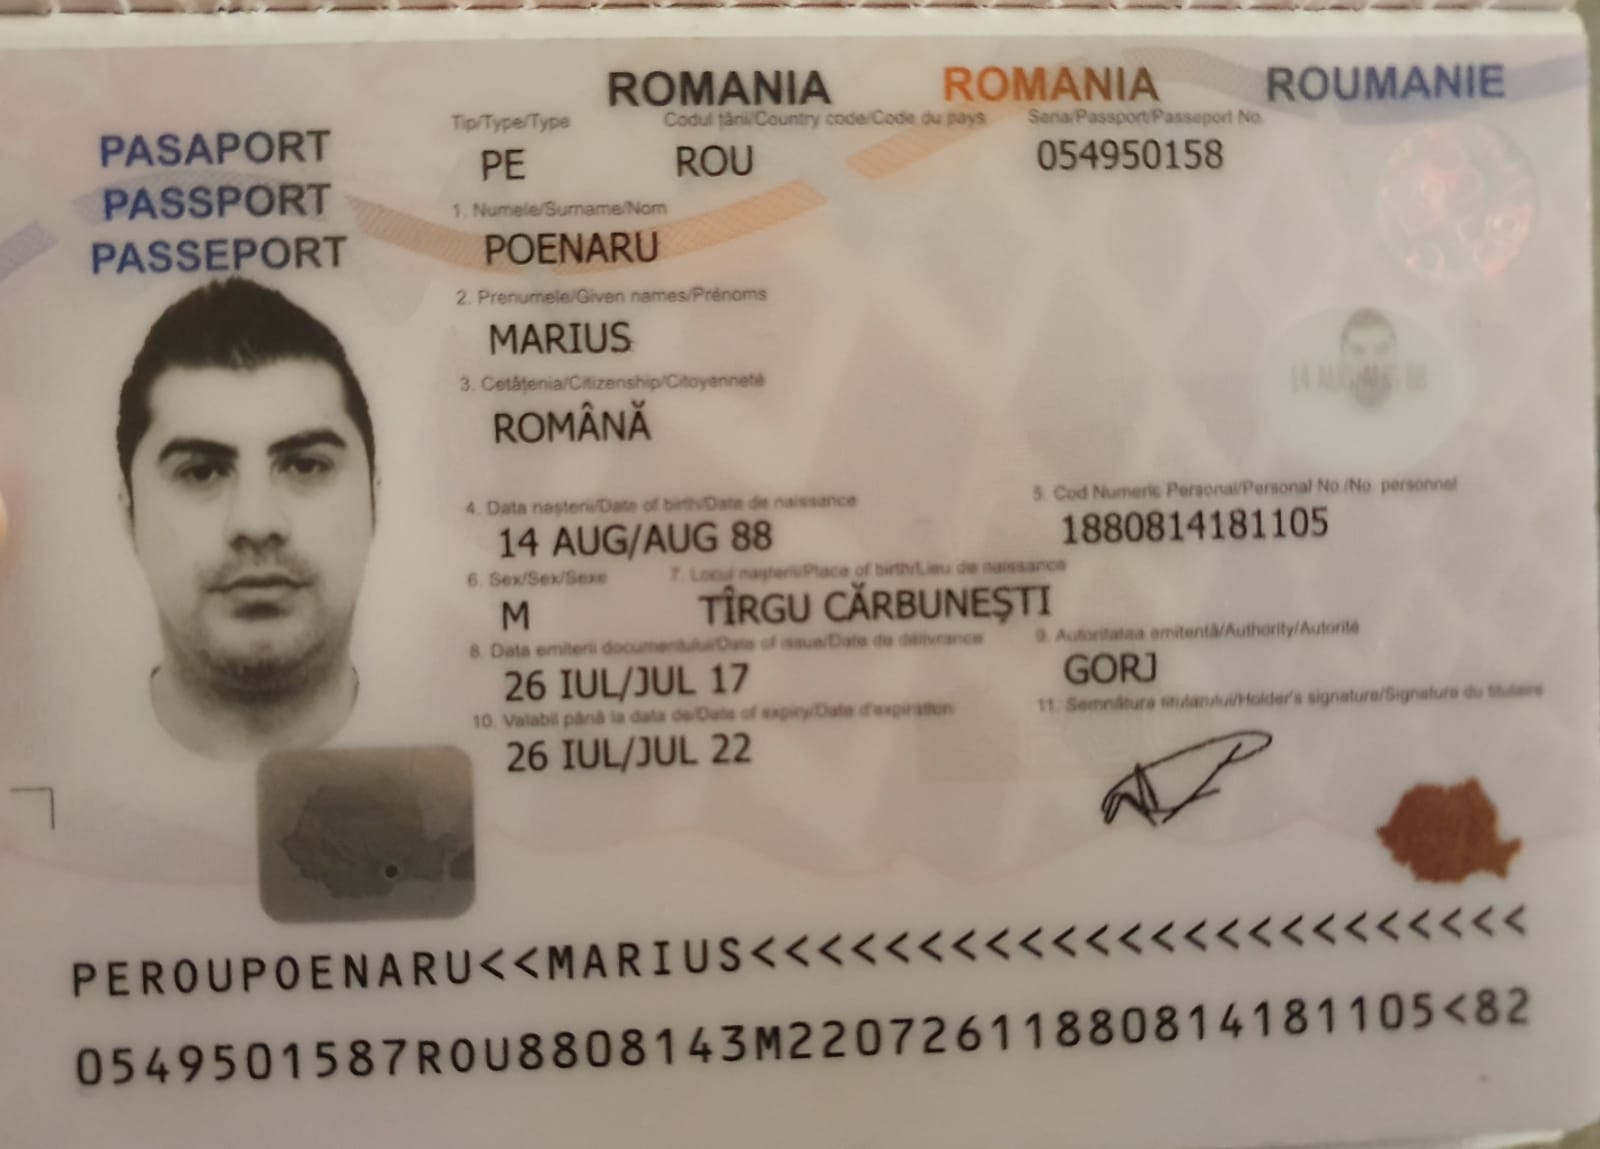 ROMANIA ROMANIA ROUMANIE
PASAPORT
PASSPORT
PASSEPORT
Tip/Type/Type Codul țării/Country code/Code du pays Seria/Passport/Passeport No.
PE ROU 054950158
1. Numele/Surname/Nom
POENARU
2. Prenumele/Given names/Prénoms
MARIUS
3. Cetățenia/Citizenship/Citoyenneté
ROMÂNĂ
4. Data nașterii/Date of birth/Date de naissance 5. Cod Numeric Personal/Personal No./No. personnel
14 AUG/AUG 88 1880814181105
6. Sex/Sex/Sexe 7. Locul nașterii/Place of birth/Lieu de naissance
M TÎRGU CĂRBUNEȘTI
8. Data emiterii documentului/Date of issue/Date de délivrance 9. Autoritatea emitentă/Authority/Autorité
26 IUL/JUL 17 GORJ
10. Valabil până la data de/Date of expiry/Date d'expiration 11. Semnătura titularului/Holder's signature/Signature du titulaire
26 IUL/JUL 22
PEROUPOENARU<<MARIUS<<<<<<<<<<<<<<<<<<<<<<<<
0549501587ROU8808143M22072611880814181105<82